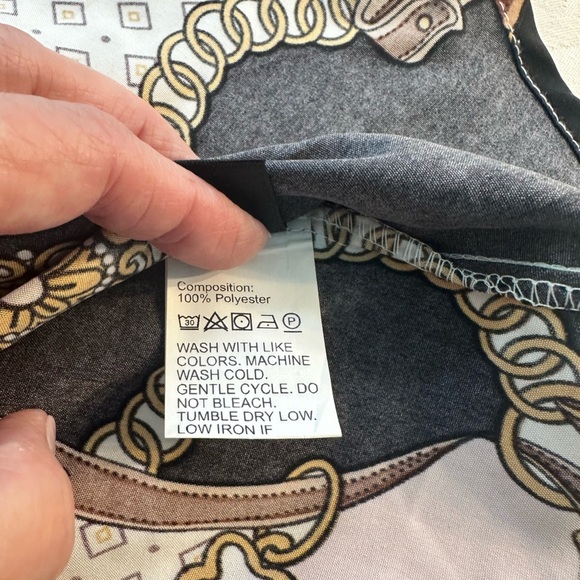 Composition:
100% Polyester
30 P
WASH WITH LIKE
COLORS. MACHINE
WASH COLD.
GENTLE CYCLE. DO
NOT BLEACH.
TUMBLE DRY LOW.
LOW IRON IF